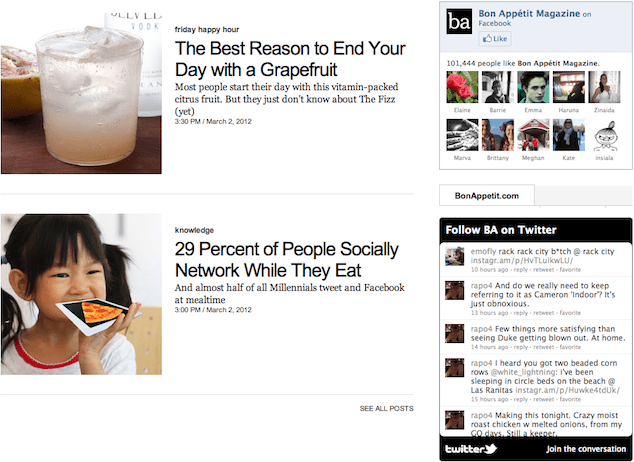 VODK
friday happy hour
The Best Reason to End Your
Day with a Grapefruit
Most people start their day with this vitamin-packed
citrus fruit. But they just don't know about The Fizz
(yet)
3:30 PM / March 2, 2012
knowledge
29 Percent of People Socially
Network While They Eat
And almost half of all Millennials tweet and Facebook
at mealtime
3:00 PM / March 2, 2012
SEE ALL POSTS
ba
Bon Appétit Magazine on
Facebook
Like
101,444 people like Bon Appétit Magazine.
Elaine Barrie Emma Haruna Zinaida
Marva Brittany Meghan Kate insiala
BonAppetit.com
Follow BA on Twitter
emofly rack rack city b*tch @ rack city
instagr.am/p/HvTLuikwLU/
10 hours ago · reply · retweet · favorite
rapo4 And do we really need to keep
referring to it as Cameron 'Indoor'? It's
just obnoxious.
13 hours ago · reply · retweet · favorite
rapo4 Few things more satisfying than
seeing Duke getting blown out. At home.
14 hours ago · reply · retweet · favorite
rapo4 I heard you got two beaded corn
rows @white_lightning: i've been
sleeping in circle beds on the beach @
Las Ranitas instagr.am/p/Huwke4tdUk/
15 hours ago · reply · retweet · favorite
rapo4 Making this tonight. Crazy moist
roast chicken w melted onions, from my
GQ days. Still a keeper.
twitter
Join the conversation